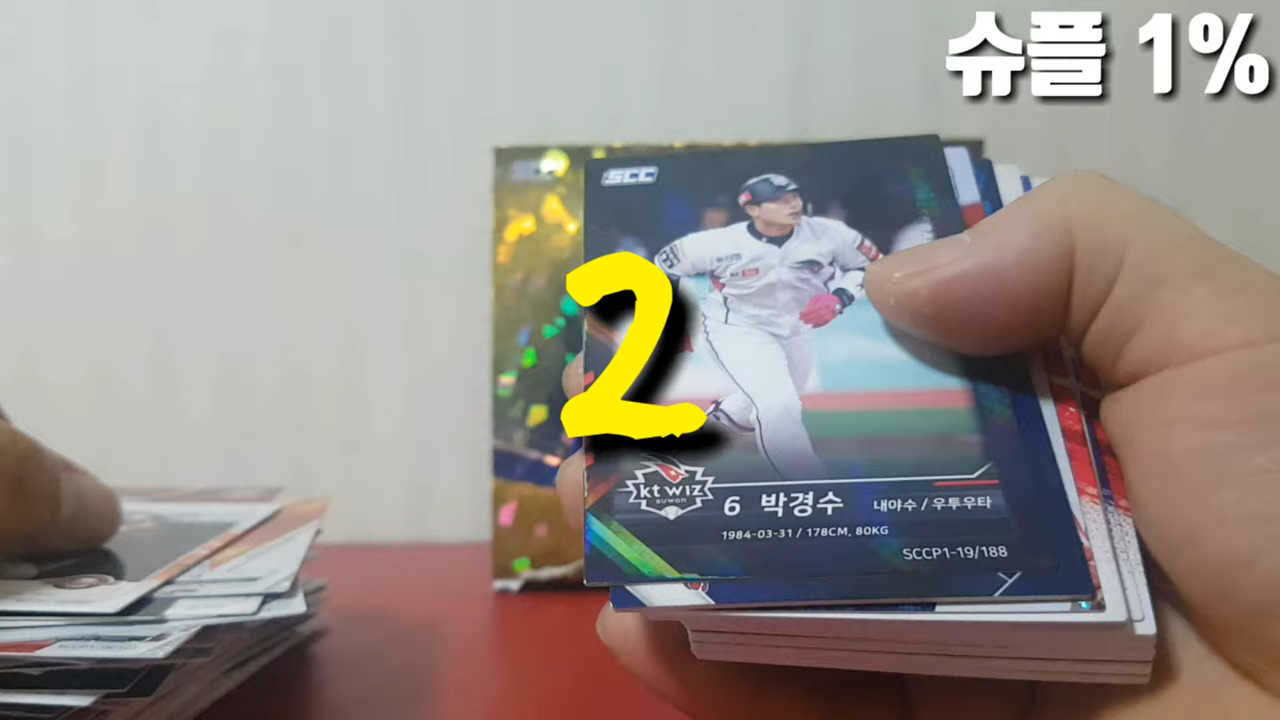 슈플 1%
SCC
2
kt wiz
SUWON
6 박경수 내야수 / 우투우타
1984-03-31 / 178CM, 80KG
SCCP1-19/188